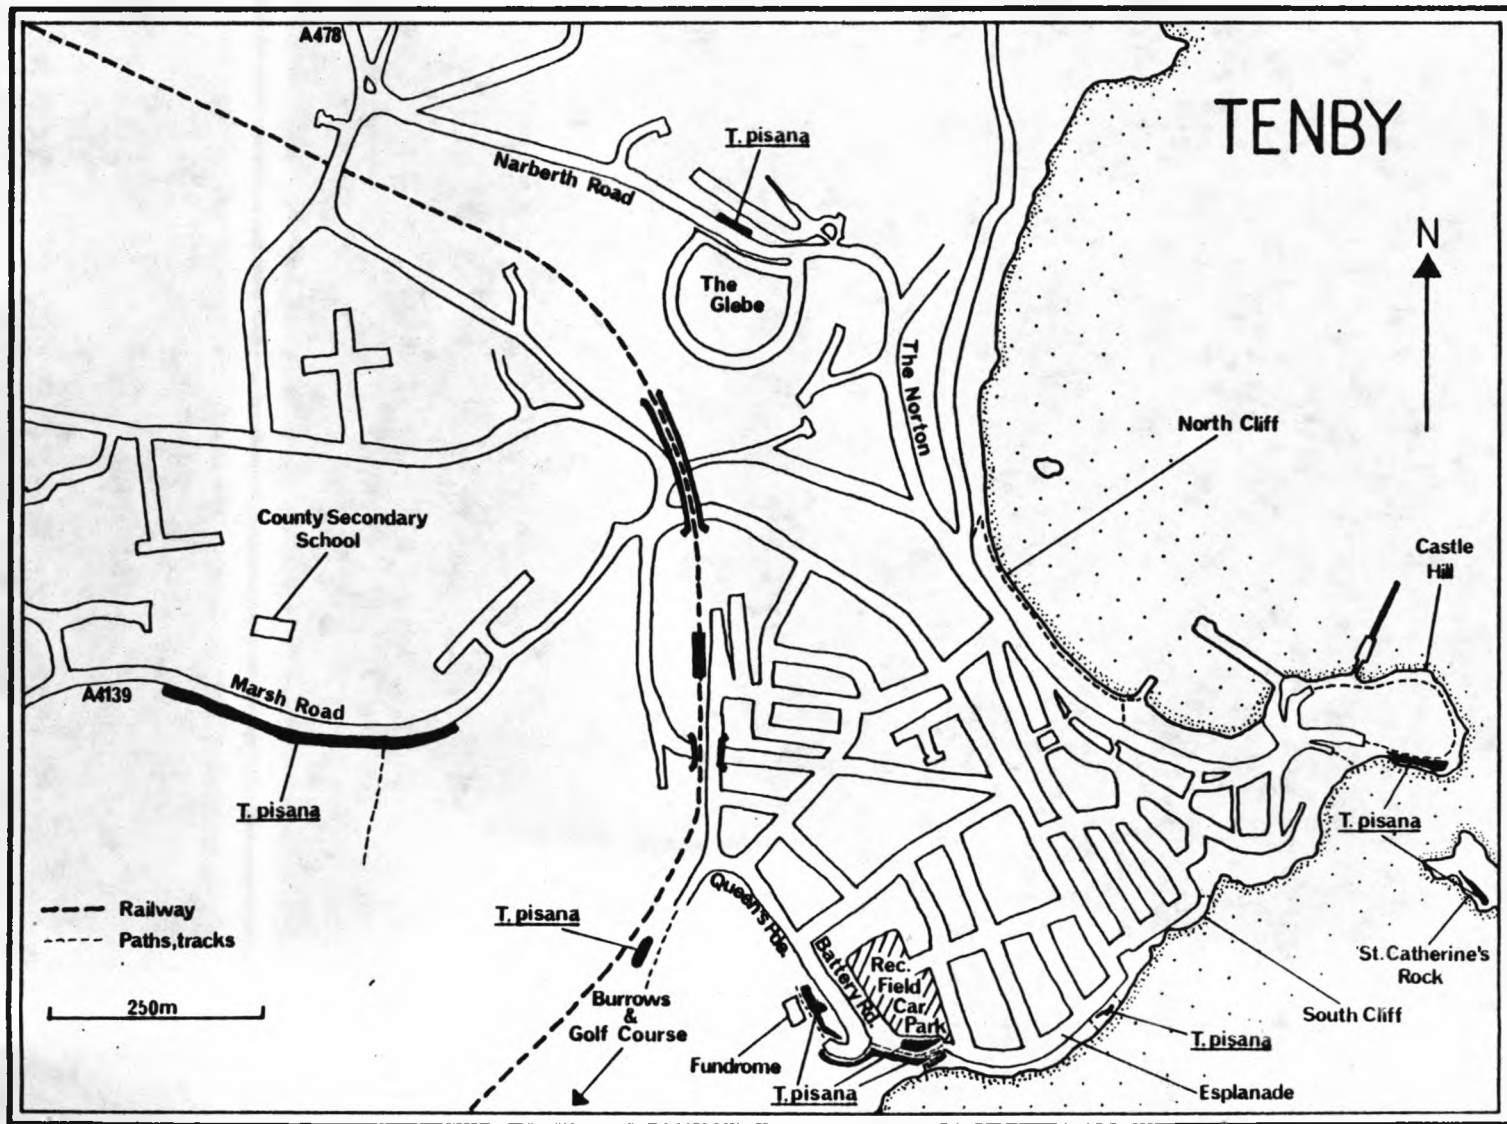 A478
TENBY
T. pisana
Narberth Road
N
The
Glebe
The Norton
North Cliff
County Secondary
School
Castle
Hill
Marsh Road
A4139
T. pisana
T. pisana
Railway
Paths, tracks
250m
T. pisana
Queen's Pde.
Battery Rd.
Rec.
Field
Car
Park
St. Catherine's
Rock
Burrows
&
Golf Course
South Cliff
T. pisana
Fundrome
T. pisana
Esplanade